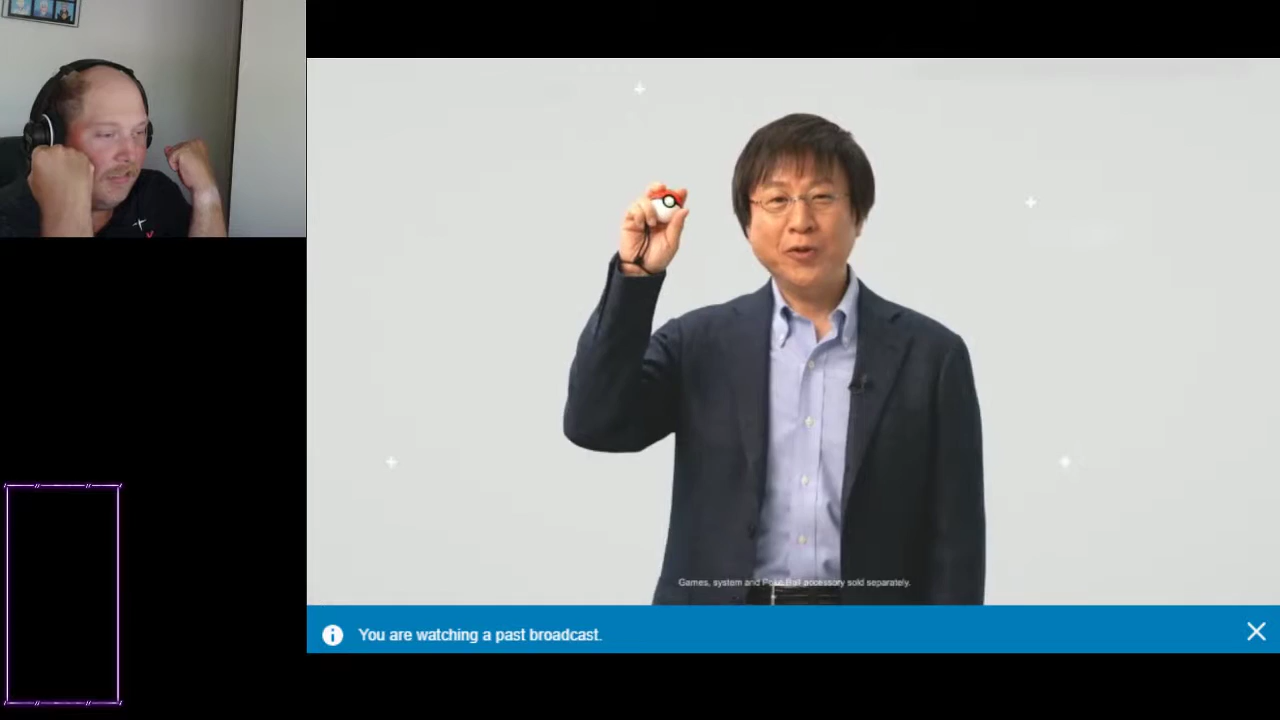 Games, system and Poké Ball accessory sold separately.
You are watching a past broadcast.